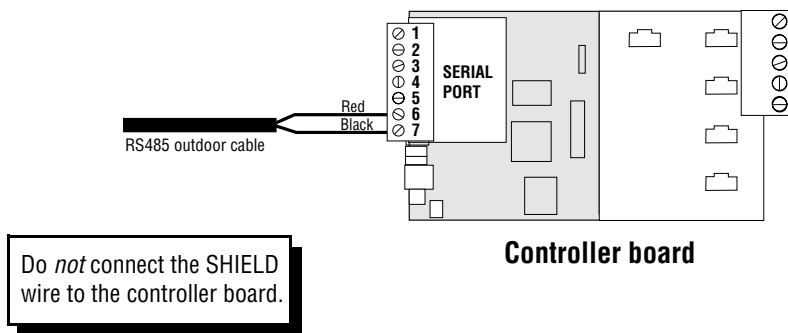 1
2
3
4
5
6
7
SERIAL
PORT
Red
Black
RS485 outdoor cable
Controller board
Do not connect the SHIELD
wire to the controller board.